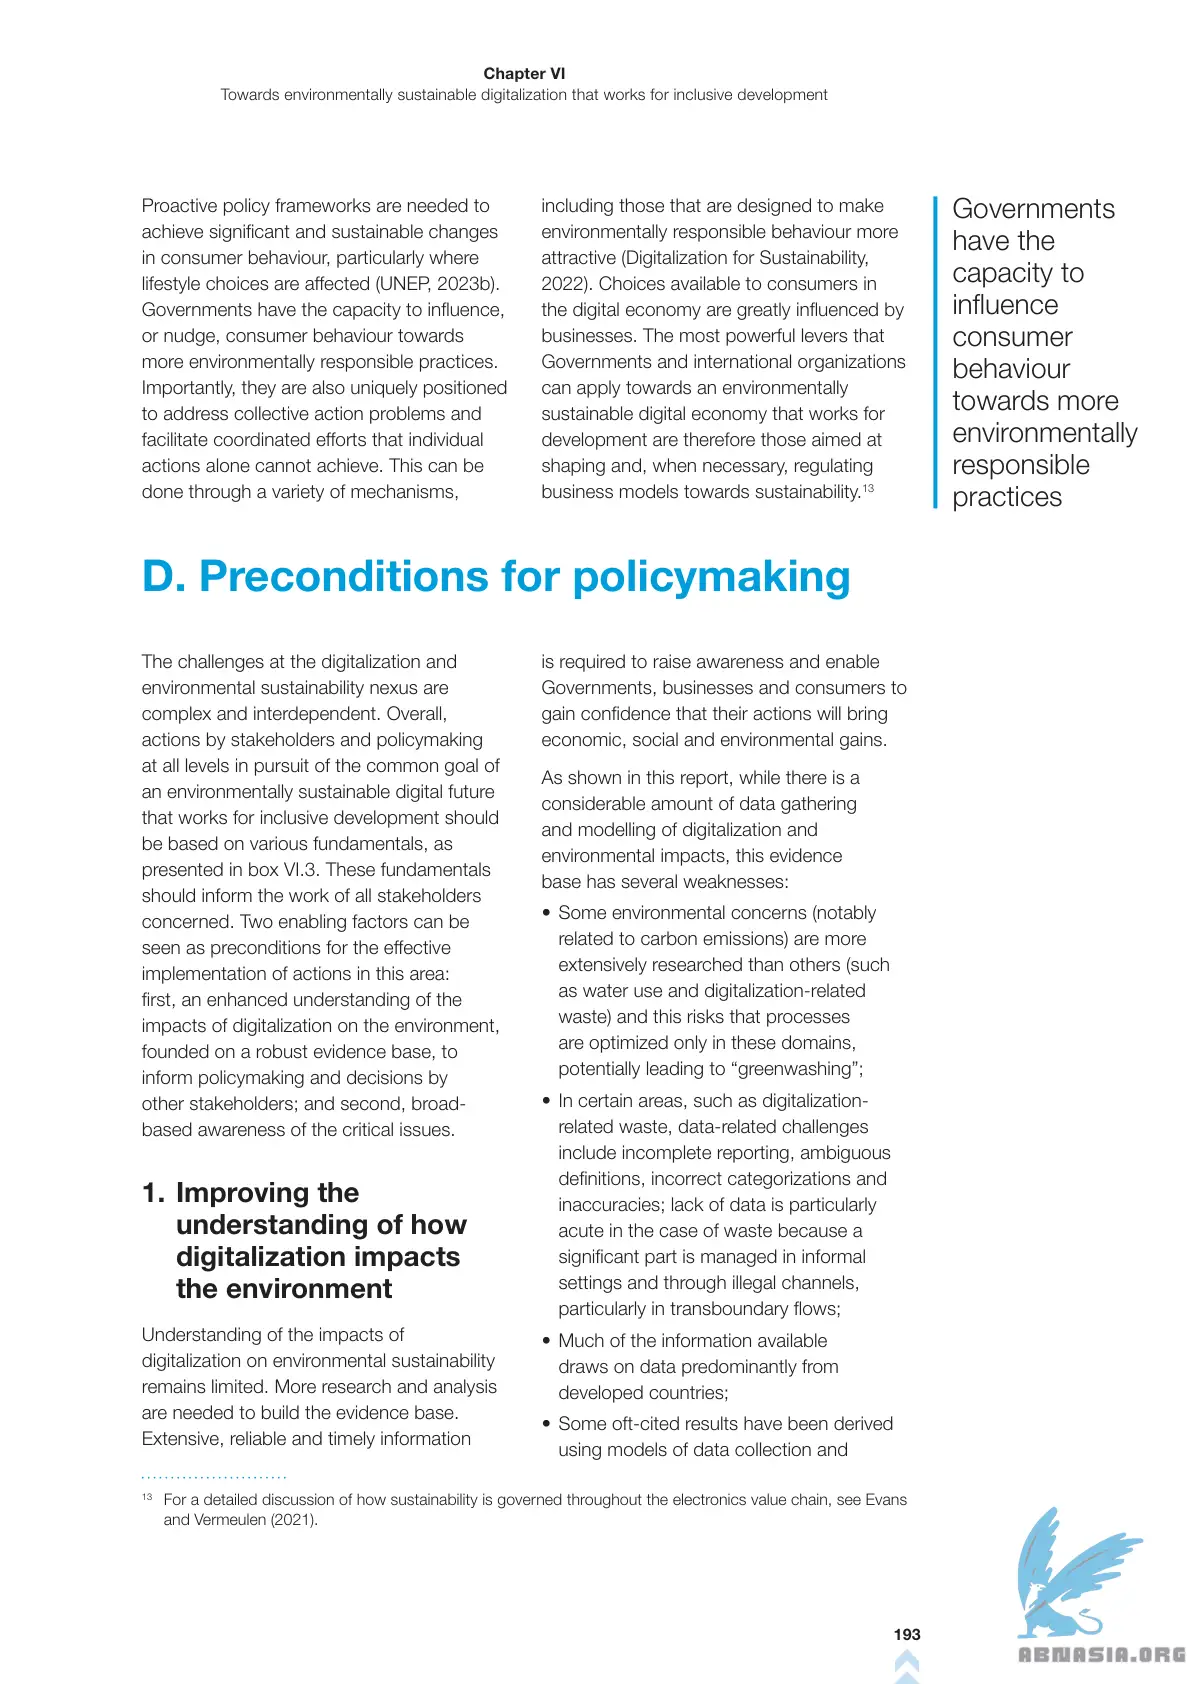 Chapter VI
Towards environmentally sustainable digitalization that works for inclusive development
Proactive policy frameworks are needed to
achieve significant and sustainable changes
in consumer behaviour, particularly where
lifestyle choices are affected (UNEP, 2023b).
Governments have the capacity to influence,
or nudge, consumer behaviour towards
more environmentally responsible practices.
Importantly, they are also uniquely positioned
to address collective action problems and
facilitate coordinated efforts that individual
actions alone cannot achieve. This can be
done through a variety of mechanisms,
including those that are designed to make
environmentally responsible behaviour more
attractive (Digitalization for Sustainability,
2022). Choices available to consumers in
the digital economy are greatly influenced by
businesses. The most powerful levers that
Governments and international organizations
can apply towards an environmentally
sustainable digital economy that works for
development are therefore those aimed at
shaping and, when necessary, regulating
business models towards sustainability.13
Governments
have the
capacity to
influence
consumer
behaviour
towards more
environmentally
responsible
practices
D. Preconditions for policymaking
The challenges at the digitalization and
environmental sustainability nexus are
complex and interdependent. Overall,
actions by stakeholders and policymaking
at all levels in pursuit of the common goal of
an environmentally sustainable digital future
that works for inclusive development should
be based on various fundamentals, as
presented in box VI.3. These fundamentals
should inform the work of all stakeholders
concerned. Two enabling factors can be
seen as preconditions for the effective
implementation of actions in this area:
first, an enhanced understanding of the
impacts of digitalization on the environment,
founded on a robust evidence base, to
inform policymaking and decisions by
other stakeholders; and second, broad-
based awareness of the critical issues.
1. Improving the
understanding of how
digitalization impacts
the environment
Understanding of the impacts of
digitalization on environmental sustainability
remains limited. More research and analysis
are needed to build the evidence base.
Extensive, reliable and timely information
is required to raise awareness and enable
Governments, businesses and consumers to
gain confidence that their actions will bring
economic, social and environmental gains.
As shown in this report, while there is a
considerable amount of data gathering
and modelling of digitalization and
environmental impacts, this evidence
base has several weaknesses:
• Some environmental concerns (notably
related to carbon emissions) are more
extensively researched than others (such
as water use and digitalization-related
waste) and this risks that processes
are optimized only in these domains,
potentially leading to “greenwashing”;
• In certain areas, such as digitalization-
related waste, data-related challenges
include incomplete reporting, ambiguous
definitions, incorrect categorizations and
inaccuracies; lack of data is particularly
acute in the case of waste because a
significant part is managed in informal
settings and through illegal channels,
particularly in transboundary flows;
• Much of the information available
draws on data predominantly from
developed countries;
• Some oft-cited results have been derived
using models of data collection and
13 For a detailed discussion of how sustainability is governed throughout the electronics value chain, see Evans
and Vermeulen (2021).
193
ABNASIA.ORG